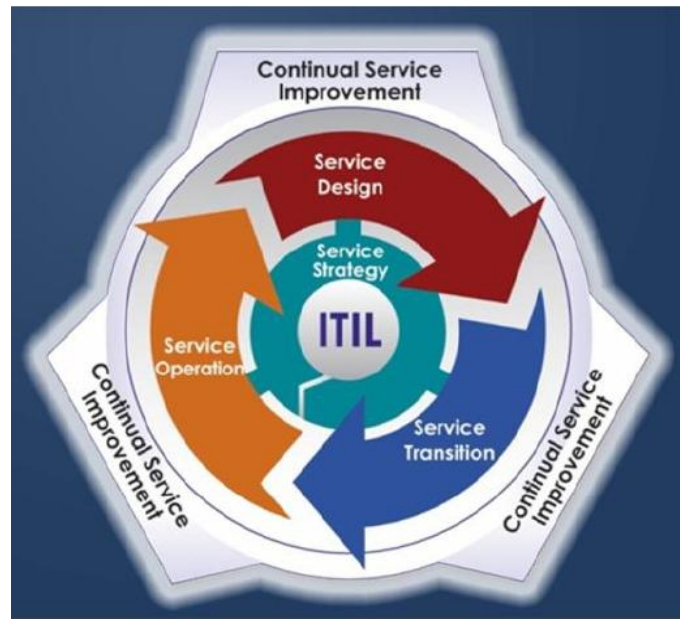 Continual Service
Improvement
Service
Design
Service
Strategy
ITIL
Service
Operation
Service
Transition
Continual Service
Improvement
Continual Service
Improvement